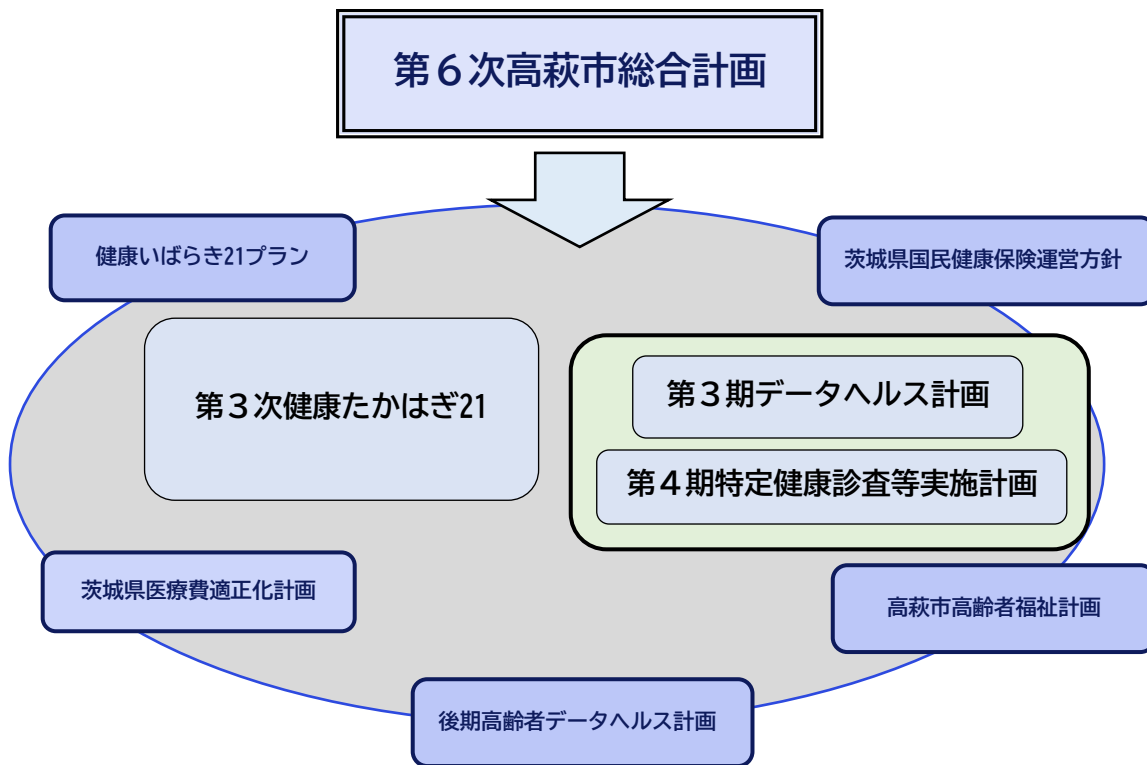 第６次高萩市総合計画
健康いばらき21プラン
茨城県国民健康保険運営方針
第３次健康たかはぎ21
第３期データヘルス計画
第４期特定健康診査等実施計画
茨城県医療費適正化計画
高萩市高齢者福祉計画
後期高齢者データヘルス計画